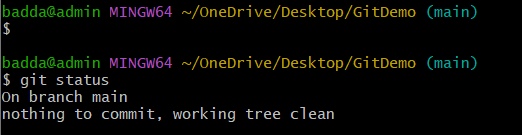 badda@admin MINGW64 ~/OneDrive/Desktop/GitDemo (main)
$
badda@admin MINGW64 ~/OneDrive/Desktop/GitDemo (main)
$ git status
On branch main
nothing to commit, working tree clean